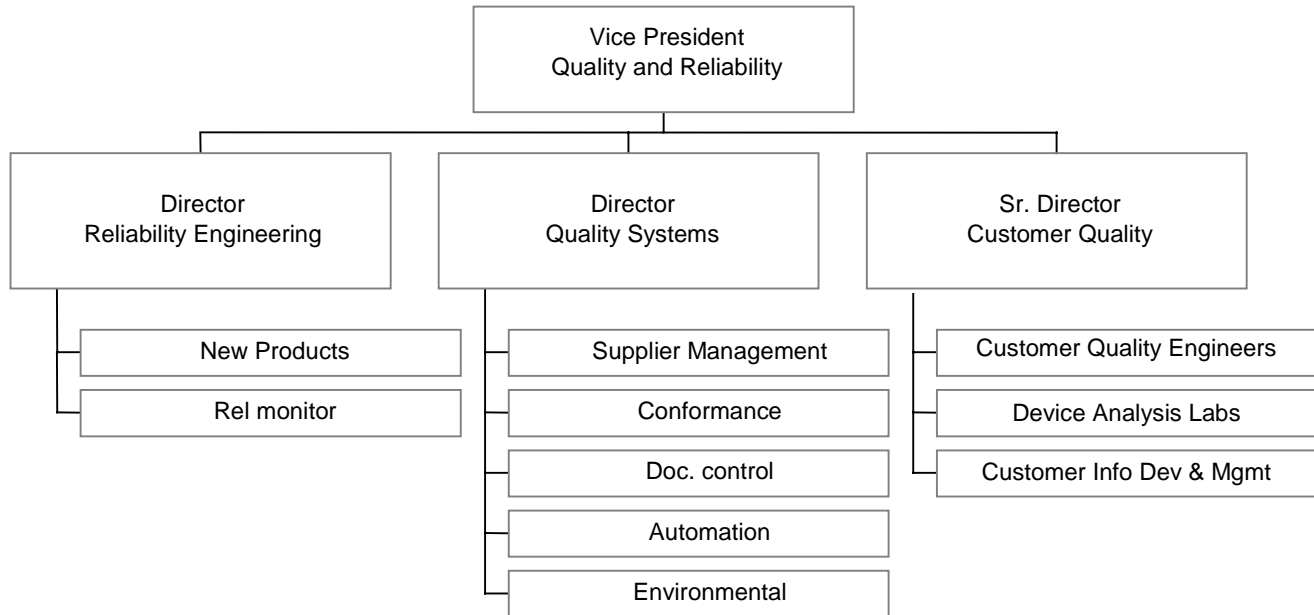 Vice President
Quality and Reliability
Director
Reliability Engineering
Director
Quality Systems
Sr. Director
Customer Quality
New Products
Rel monitor
Supplier Management
Conformance
Doc. control
Automation
Environmental
Customer Quality Engineers
Device Analysis Labs
Customer Info Dev & Mgmt